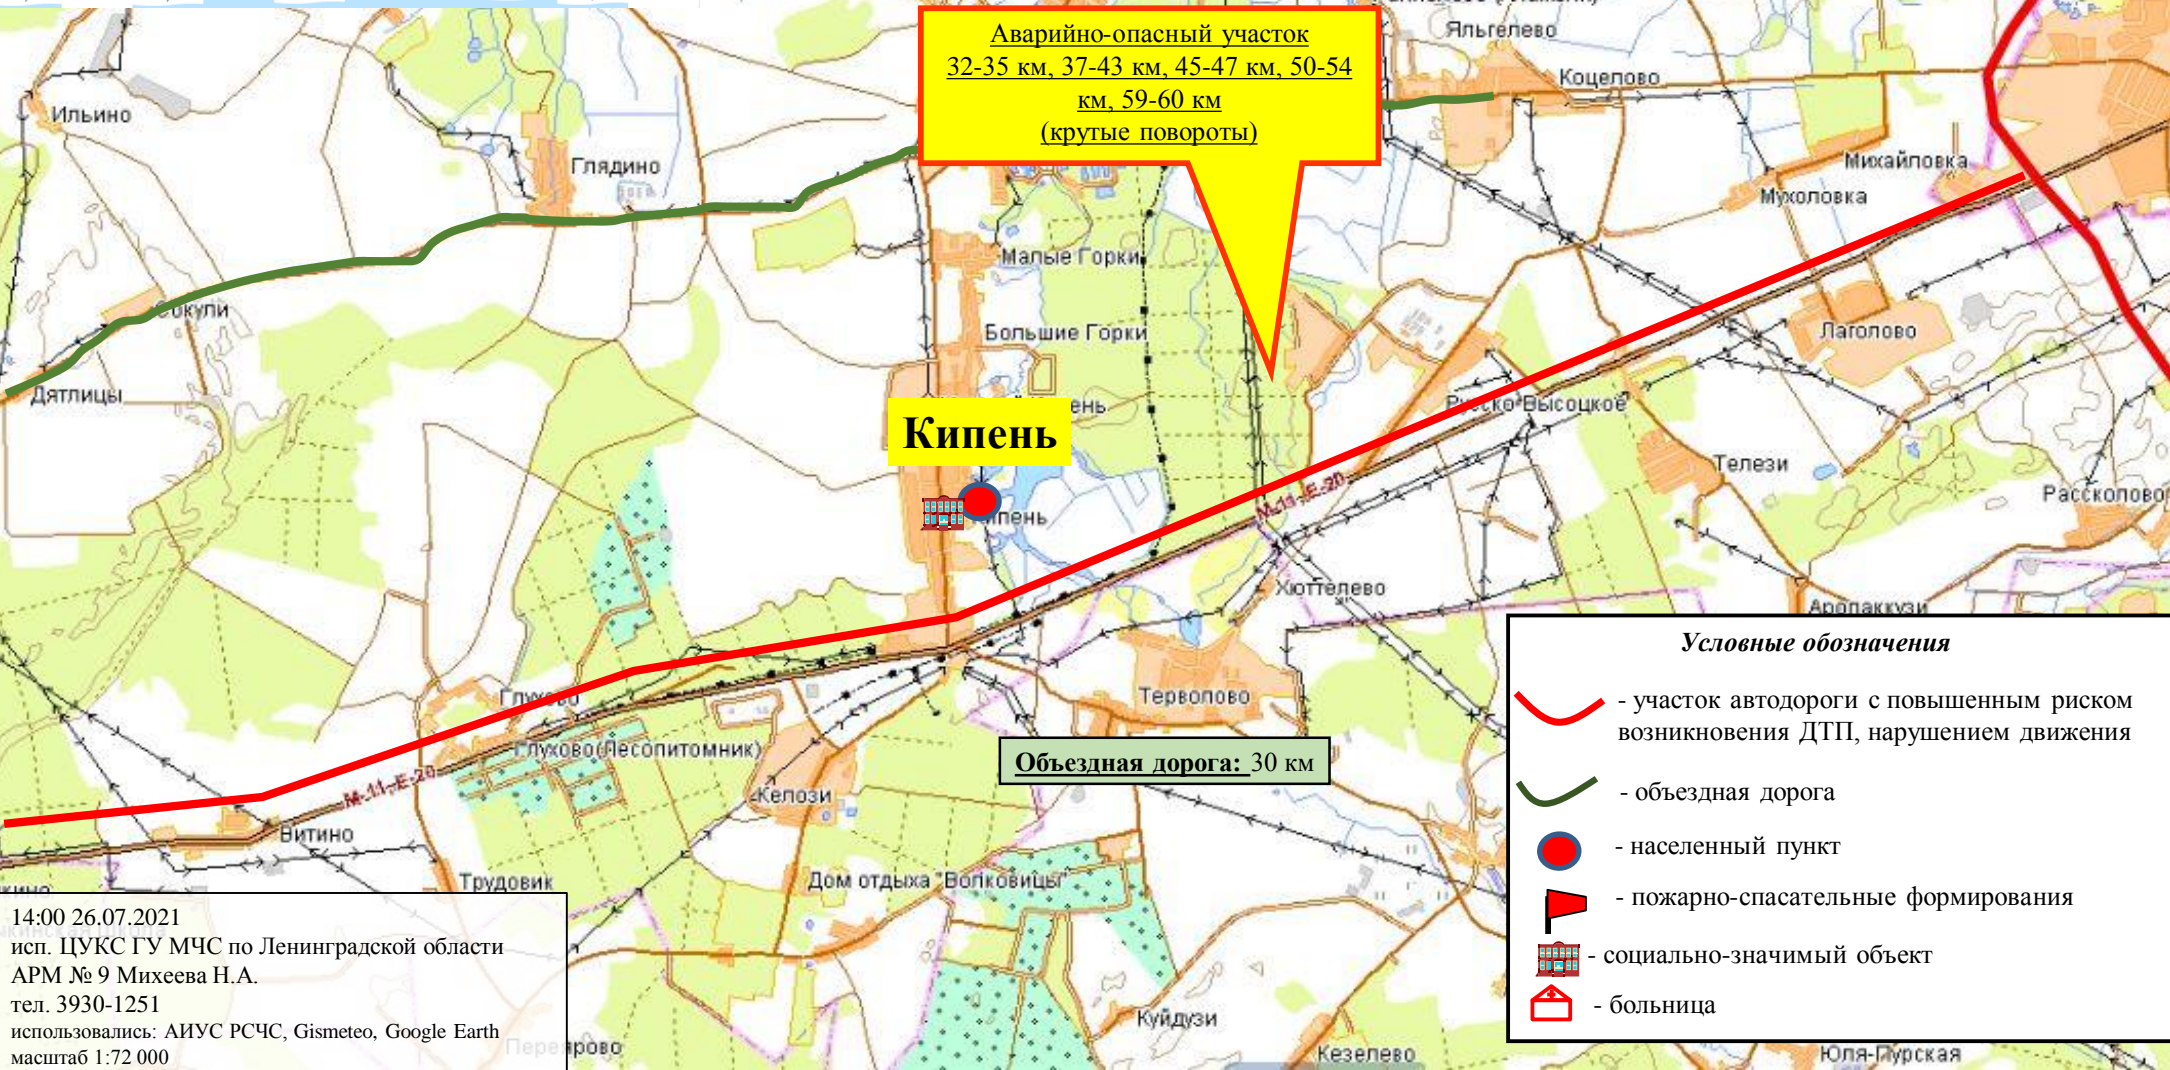 Аварийно-опасный участок
32-35 км, 37-43 км, 45-47 км, 50-54
км, 59-60 км
(крутые повороты)
Яльгелево
Коцелово
Ильино
Глядино
Михайловка
Мухоловка
Малые Горки
Сокули
Большие Горки
Лаголово
Дятлицы
Кипень
Русско-Высоцкое
Телези
Рассколово
М-11, Е-20
Кипень
Хюттелево
Аропаккузи
Глухово
Терволово
Глухово(Лесопитомник)
Объездная дорога: 30 км
М-11, Е-20
Келози
Витино
Трудовик
Дом отдыха "Волковицы"
Куйдузи
Кезелево
Юля-Пурская
Переярово
Условные обозначения
- участок автодороги с повышенным риском
возникновения ДТП, нарушением движения
- объездная дорога
- населенный пункт
- пожарно-спасательные формирования
- социально-значимый объект
- больница
14:00 26.07.2021
исп. ЦУКС ГУ МЧС по Ленинградской области
АРМ № 9 Михеева Н.А.
тел. 3930-1251
использовались: АИУС РСЧС, Gismeteo, Google Earth
масштаб 1:72 000